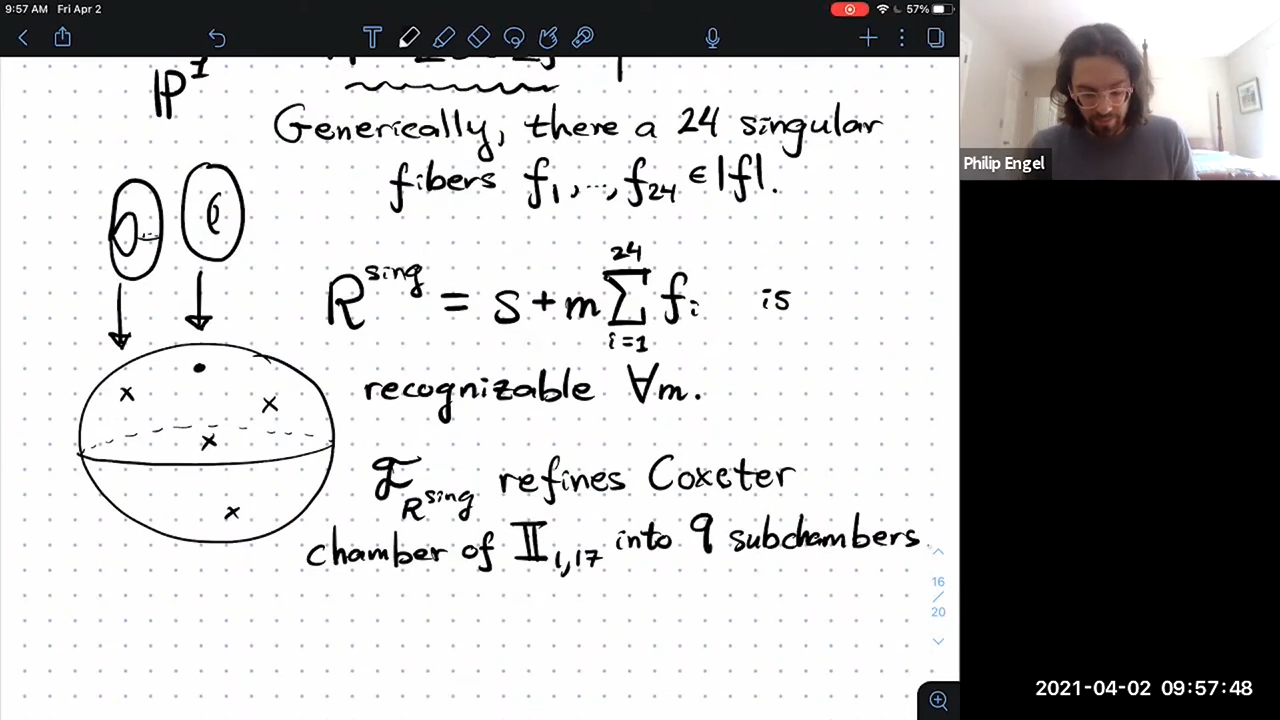 9:57 AM Fri Apr 2
57%
T
ℙ¹
Generically, there a 24 singular
fibers f₁,..., f₂₄ ∈ |f|.
R^sing = s + m ∑_{i=1}^{24} f_i is
recognizable ∀m.
𝓕_{R^sing} refines Coxeter
chamber of II_{1,17} into 9 subchambers.
16
/
20
Philip Engel
2021-04-02 09:57:48